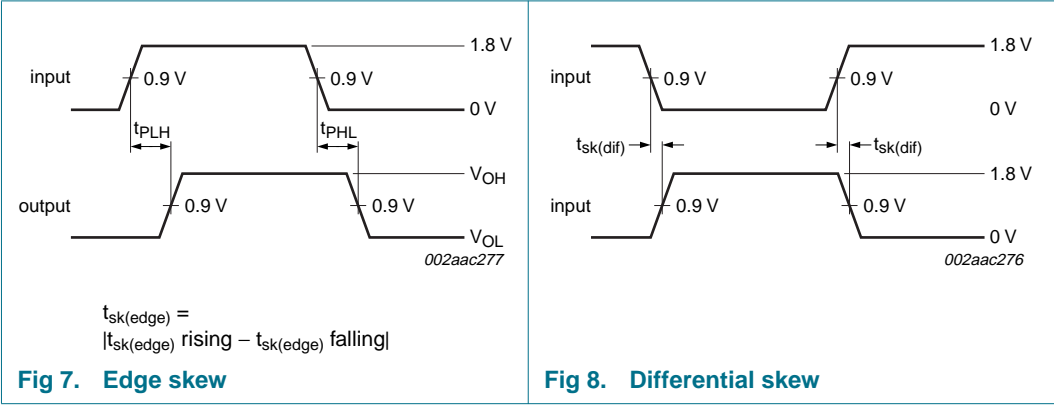 1.8 V
input
0.9 V
0.9 V
0 V
tPLH
tPHL
VOH
output
0.9 V
0.9 V
VOL
002aac277
tsk(edge) =
|tsk(edge) rising − tsk(edge) falling|
Fig 7. Edge skew
1.8 V
input
0.9 V
0.9 V
0 V
tsk(dif)
tsk(dif)
1.8 V
input
0.9 V
0.9 V
0 V
002aac276
Fig 8. Differential skew